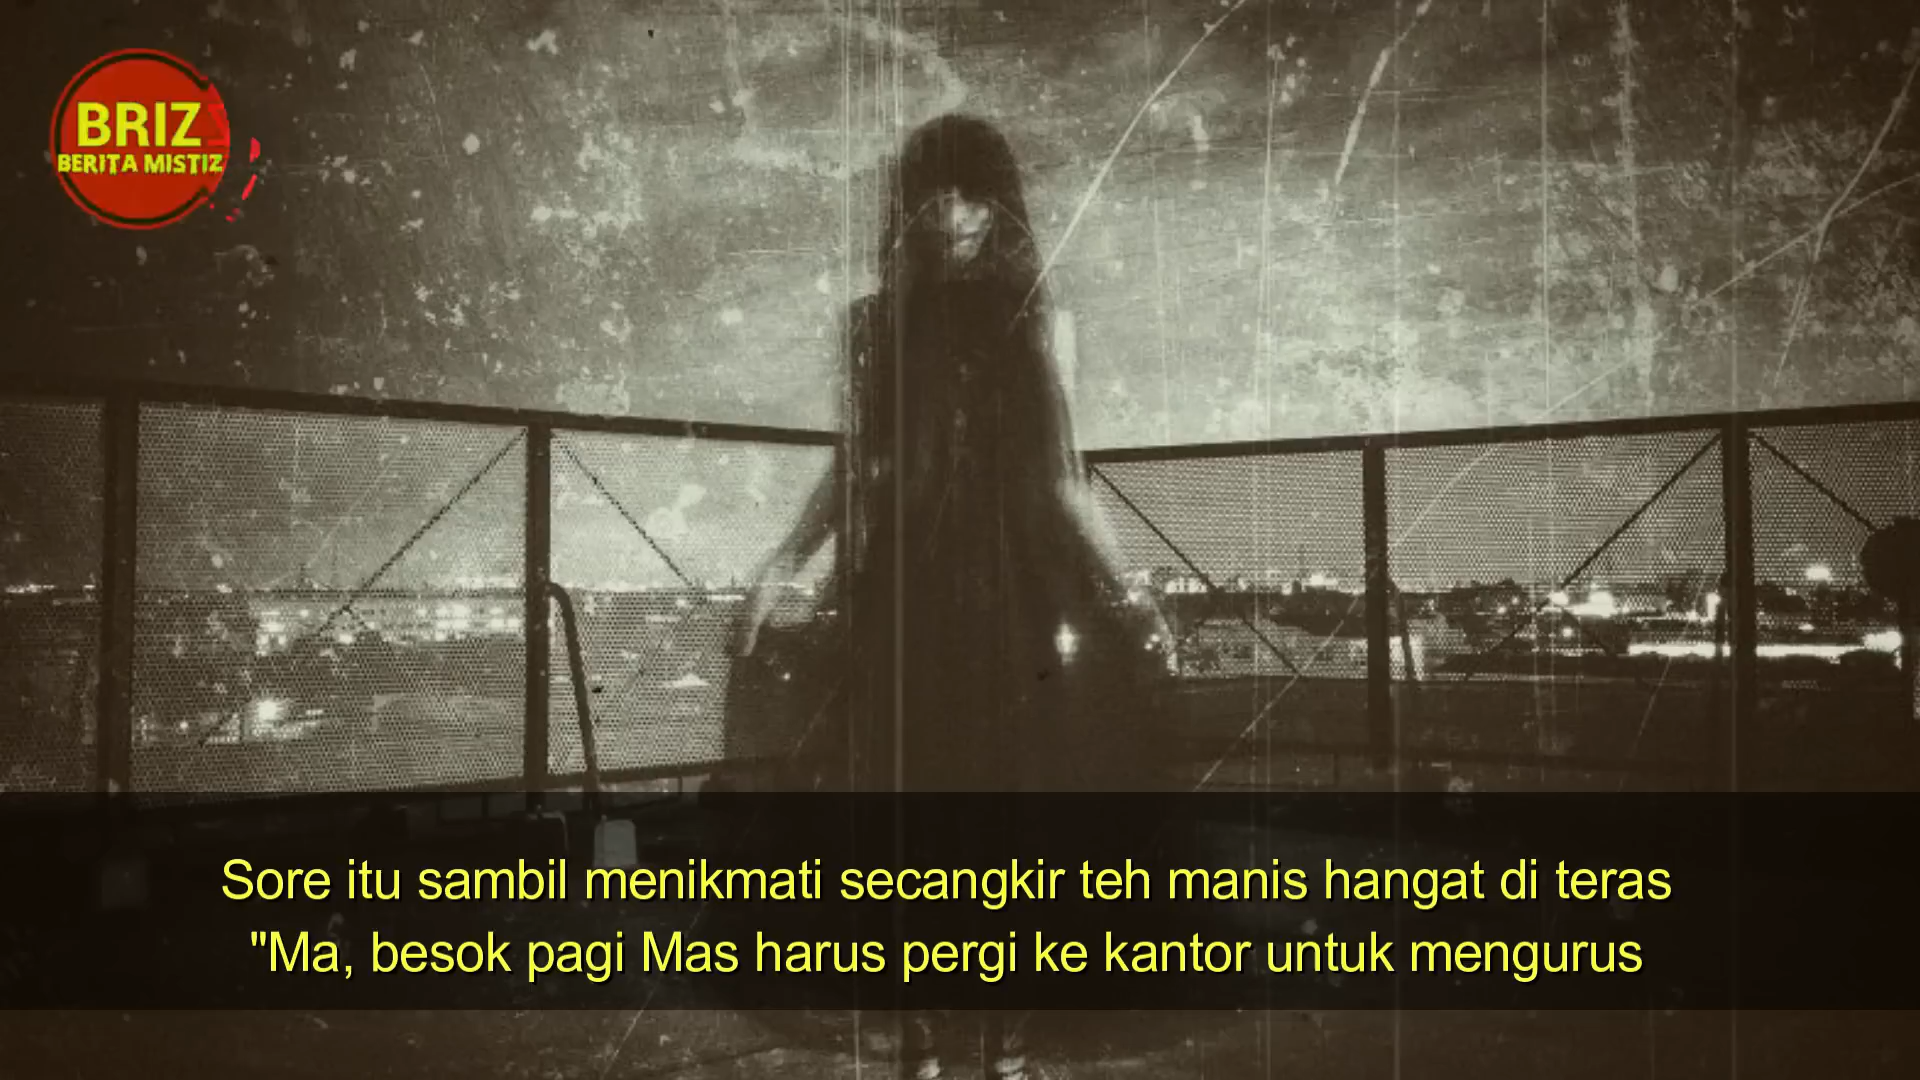 BRIZ
BERITA MISTIZ
Sore itu sambil menikmati secangkir teh manis hangat di teras
"Ma, besok pagi Mas harus pergi ke kantor untuk mengurus